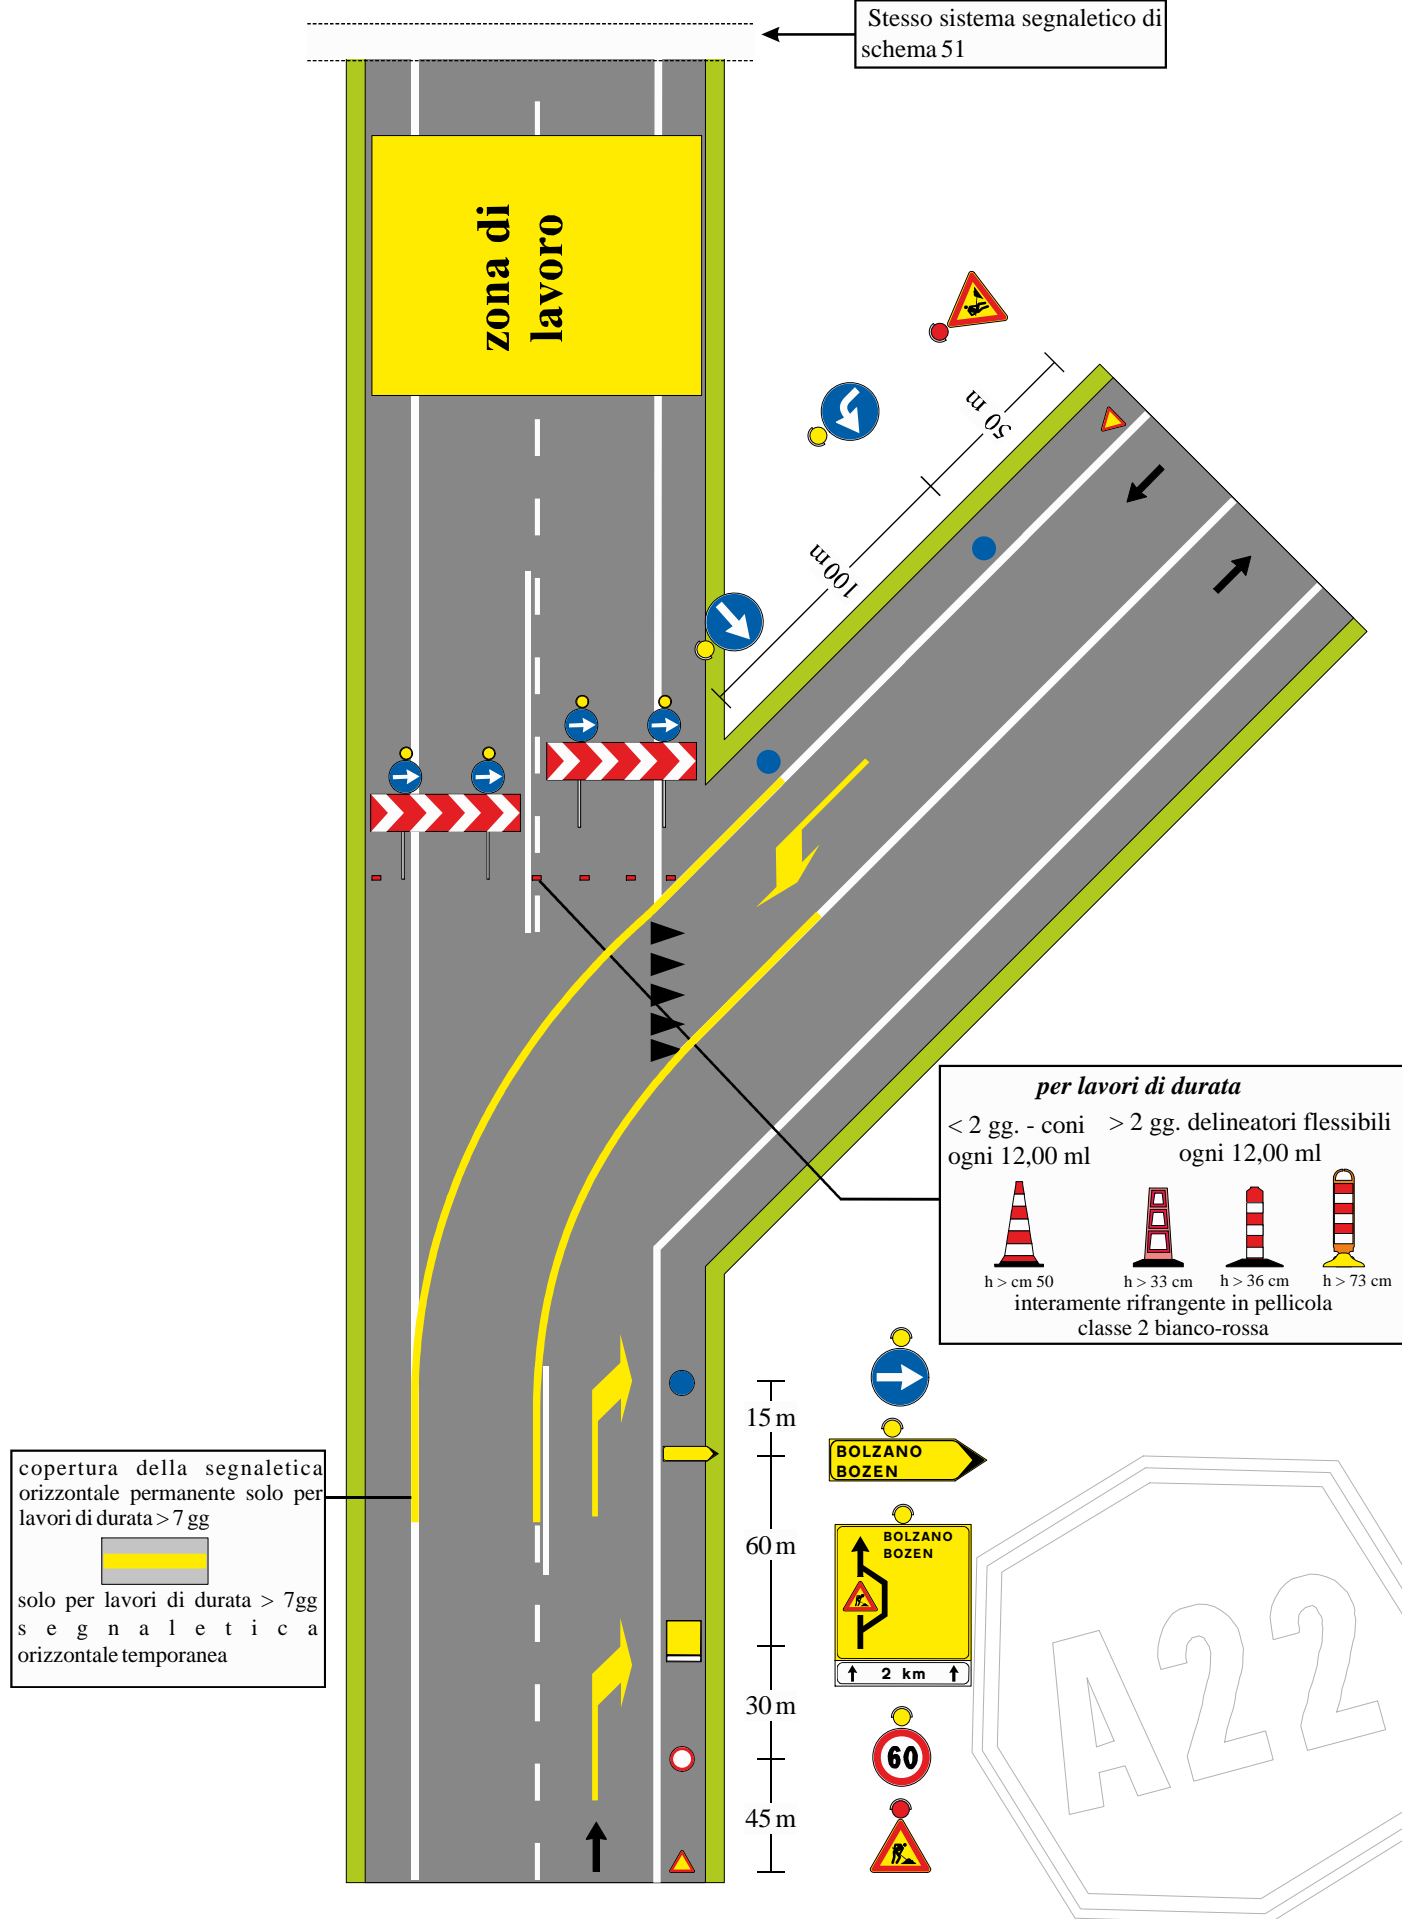 Stesso sistema segnaletico di
schema 51
zona di
lavoro
50 m
100 m
per lavori di durata
< 2 gg. - coni
ogni 12,00 ml
> 2 gg. delineatori flessibili
ogni 12,00 ml
h > cm 50
h > 33 cm
h > 36 cm
h > 73 cm
interamente rifrangente in pellicola
classe 2 bianco-rossa
15 m
BOLZANO
BOZEN
copertura della segnaletica
orizzontale permanente solo per
lavori di durata > 7 gg
solo per lavori di durata > 7gg
s e g n a l e t i c a
orizzontale temporanea
60 m
BOLZANO
BOZEN
2 km
30 m
60
45 m
A22